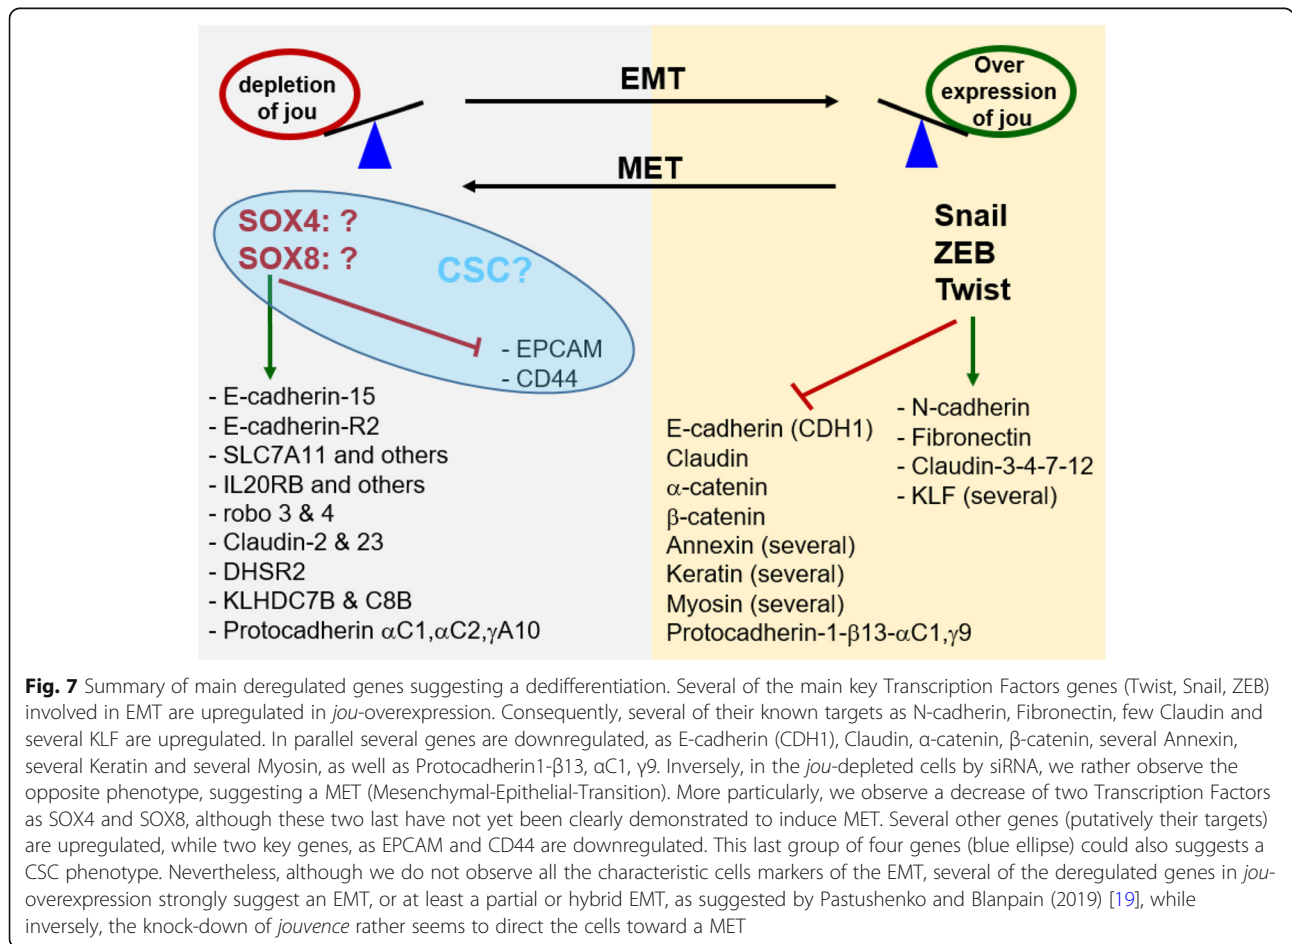 depletion
of jou
EMT
Over
expression
of jou
MET
SOX4: ?
SOX8: ?
CSC?
- EPCAM
- CD44
- E-cadherin-15
- E-cadherin-R2
- SLC7A11 and others
- IL20RB and others
- robo 3 & 4
- Claudin-2 & 23
- DHSR2
- KLHDC7B & C8B
- Protocadherin αC1,αC2,γA10
Snail
ZEB
Twist
E-cadherin (CDH1)
Claudin
α-catenin
β-catenin
Annexin (several)
Keratin (several)
Myosin (several)
Protocadherin-1-β13-αC1,γ9
- N-cadherin
- Fibronectin
- Claudin-3-4-7-12
- KLF (several)
Fig. 7 Summary of main deregulated genes suggesting a dedifferentiation. Several of the main key Transcription Factors genes (Twist, Snail, ZEB)
involved in EMT are upregulated in jou-overexpression. Consequently, several of their known targets as N-cadherin, Fibronectin, few Claudin and
several KLF are upregulated. In parallel several genes are downregulated, as E-cadherin (CDH1), Claudin, α-catenin, β-catenin, several Annexin,
several Keratin and several Myosin, as well as Protocadherin1-β13, αC1, γ9. Inversely, in the jou-depleted cells by siRNA, we rather observe the
opposite phenotype, suggesting a MET (Mesenchymal-Epithelial-Transition). More particularly, we observe a decrease of two Transcription Factors
as SOX4 and SOX8, although these two last have not yet been clearly demonstrated to induce MET. Several other genes (putatively their targets)
are upregulated, while two key genes, as EPCAM and CD44 are downregulated. This last group of four genes (blue ellipse) could also suggests a
CSC phenotype. Nevertheless, although we do not observe all the characteristic cells markers of the EMT, several of the deregulated genes in jou-
overexpression strongly suggest an EMT, or at least a partial or hybrid EMT, as suggested by Pastushenko and Blanpain (2019) [19], while
inversely, the knock-down of jouvence rather seems to direct the cells toward a MET